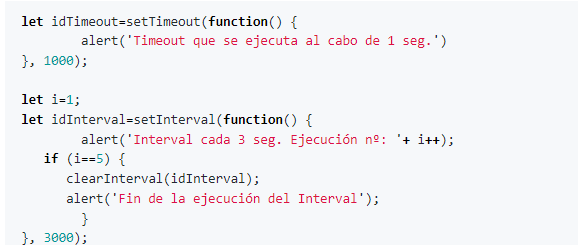 let idTimeout=setTimeout(function() {
        alert('Timeout que se ejecuta al cabo de 1 seg.')
}, 1000);

let i=1;
let idInterval=setInterval(function() {
        alert('Interval cada 3 seg. Ejecución nº: '+ i++);
   if (i==5) {
      clearInterval(idInterval);
      alert('Fin de la ejecución del Interval');
        }
}, 3000);